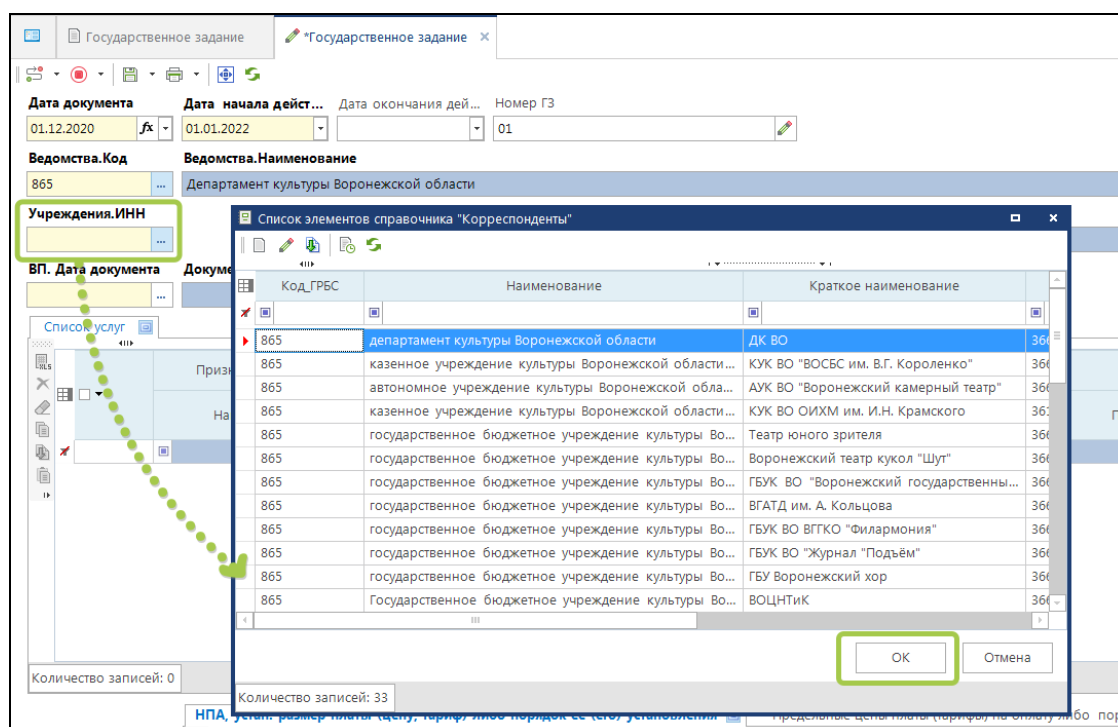 Государственное задание
*Государственное задание
Дата документа
Дата начала дейст...
Дата окончания дей...
Номер ГЗ
01.12.2020
fx
01.01.2022
01
Ведомства.Код
Ведомства.Наименование
865
...
Департамент культуры Воронежской области
Учреждения.ИНН
...
Список элементов справочника "Корреспонденты"
ВП. Дата документа
...
Список услуг
Код_ГРБС
Наименование
Краткое наименование
865 департамент культуры Воронежской области ДК ВО
865 казенное учреждение культуры Воронежской области... КУК ВО "ВОСБС им. В.Г. Короленко"
865 автономное учреждение культуры Воронежской обла... АУК ВО "Воронежский камерный театр"
865 казенное учреждение культуры Воронежской области... КУК ВО ОИХМ им. И.Н. Крамского
865 государственное бюджетное учреждение культуры Во... Театр юного зрителя
865 государственное бюджетное учреждение культуры Во... Воронежский театр кукол "Шут"
865 государственное бюджетное учреждение культуры Во... ГБУК ВО "Воронежский государственны...
865 государственное бюджетное учреждение культуры Во... ВГАТД им. А. Кольцова
865 государственное бюджетное учреждение культуры Во... ГБУК ВО ВГГКО "Филармония"
865 государственное бюджетное учреждение культуры Во... ГБУК ВО "Журнал "Подъём"
865 государственное бюджетное учреждение культуры Во... ГБУ Воронежский хор
865 Государственное бюджетное учреждение культуры Во... ВОЦНТиК
OK
Отмена
Количество записей: 0
Количество записей: 33